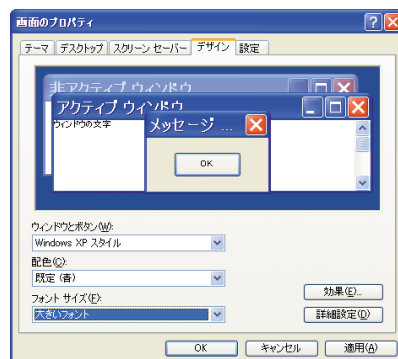 画面のプロパティ
テーマ デスクトップ スクリーン セーバー デザイン 設定
非アクティブ ウィンドウ
アクティブ ウィンドウ
ウィンドウの文字
メッセージ ...
OK
ウィンドウとボタン(W):
Windows XP スタイル
配色(C):
既定 (青)
フォント サイズ(F):
大きいフォント
効果(E)...
詳細設定(D)
OK キャンセル 適用(A)